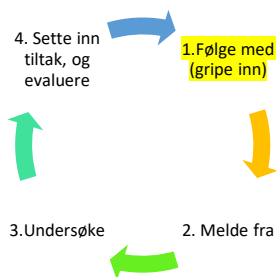 4. Sette inn
tiltak, og
evaluere
1.Følge med
(gripe inn)
3.Undersøke
2. Melde fra